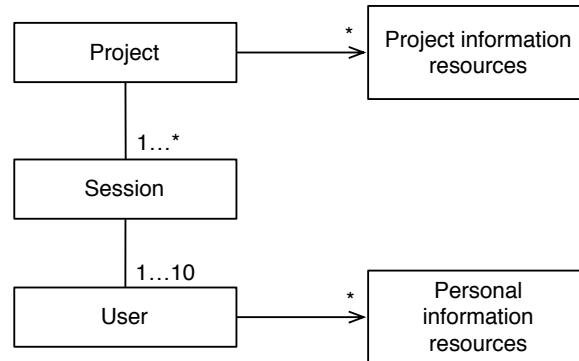 Project
*
Project information
resources
1...*
Session
1...10
User
*
Personal
information
resources